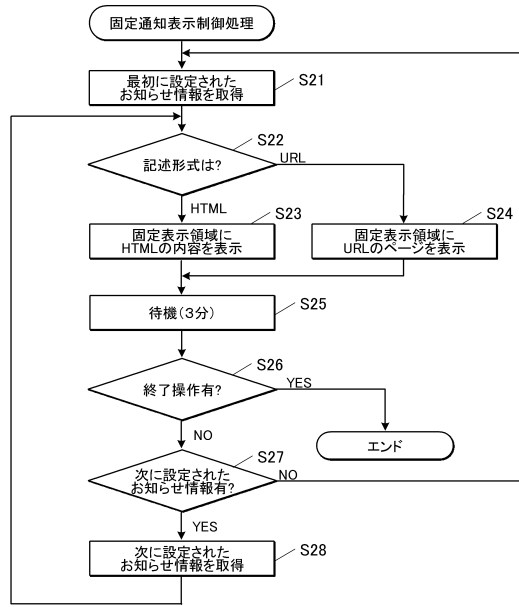 固定通知表示制御処理
最初に設定された
お知らせ情報を取得
S21
S22
記述形式は?
URL
HTML
S23
固定表示領域に
HTMLの内容を表示
S24
固定表示領域に
URLのページを表示
待機(3分)
S25
S26
終了操作有?
YES
エンド
NO
S27
次に設定された
お知らせ情報有?
NO
YES
次に設定された
お知らせ情報を取得
S28